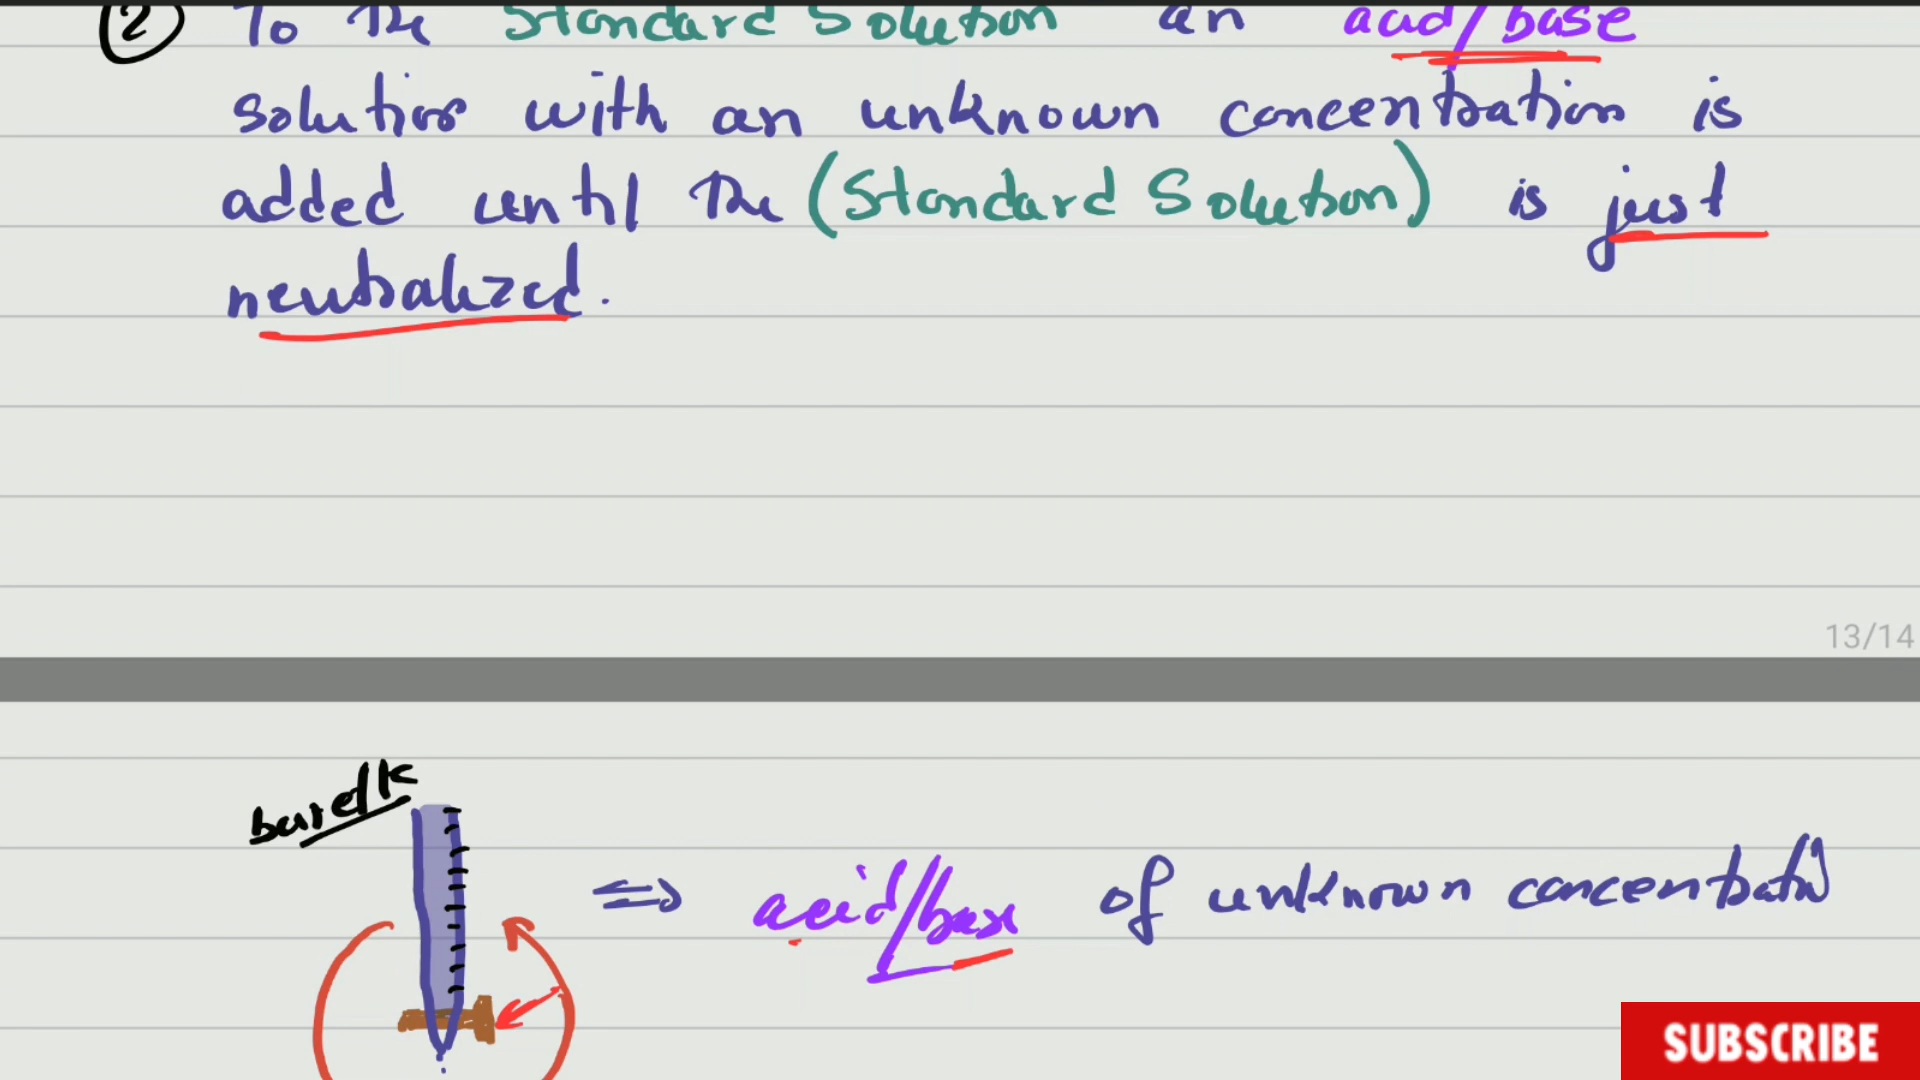 ② To the Standard Solution an acid/base
solution with an unknown concentration is
added until the (Standard Solution) is just
neutralized.
13/14
acid/base of unknown concentration
SUBSCRIBE